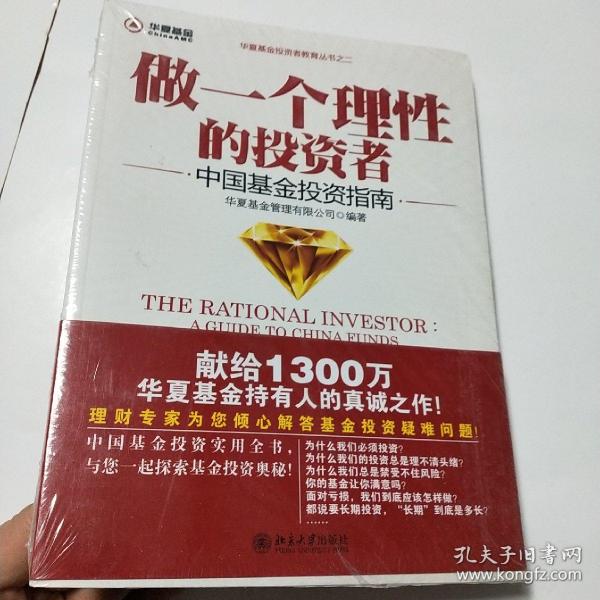 华夏基金
ChinaAMC
华夏基金投资者教育丛书之二
做一个理性
的投资者
·中国基金投资指南·
华夏基金管理有限公司◎编著
THE RATIONAL INVESTOR:
A GUIDE TO CHINA FUNDS
献给1300万
华夏基金持有人的真诚之作!
理财专家为您倾心解答基金投资疑难问题!
中国基金投资实用全书,
与您一起探索基金投资奥秘!
为什么我们必须投资?
为什么我们的投资总是理不清头绪?
为什么我们总是禁受不住风险?
你的基金让你满意吗?
面对亏损,我们到底应该怎样做?
都说要长期投资,“长期”到底是多长?
……
北京大学出版社
PEKING UNIVERSITY PRESS
孔夫子旧书网
www.kongfz.com